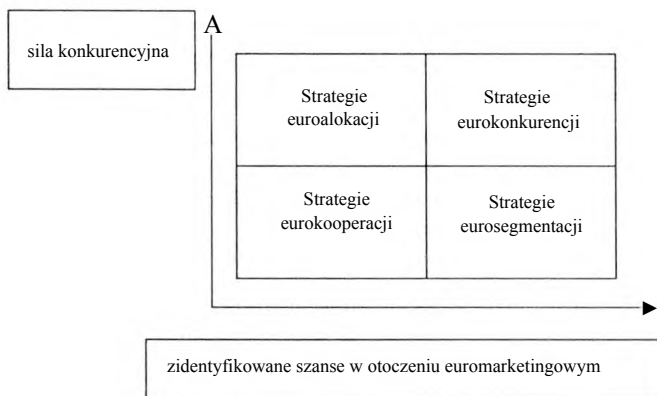 A
sila konkurencyjna
Strategie
euroalokacji
Strategie
eurokonkurencji
Strategie
eurokooperacji
Strategie
eurosegmentacji
zidentyfikowane szanse w otoczeniu euromarketingowym